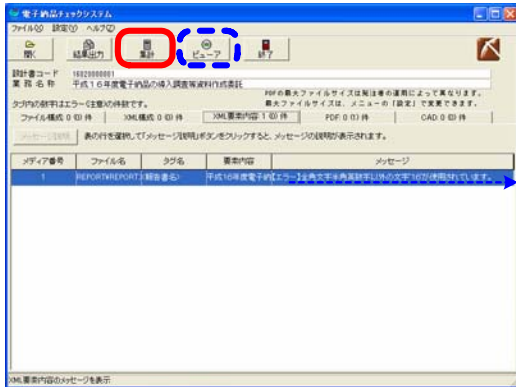 電子納品チェックシステム
ファイル(X) 設定(Y) ヘルプ(Z)
開く 結果出力 集計 ビューア 終了
設計書コード 16020000001
業 務 名 称 平成１６年度電子納品の導入調査等資料作成委託
PDFの最大ファイルサイズは発注者の運用によって異なります。
タブ内の数字はエラー(注意)の件数です。
最大ファイルサイズは、メニューの「設定」で変更できます。
ファイル構成 0 (0) 件 XML構成 0 (0) 件 XML要素内容 1 (0) 件 PDF 0 (0) 件 CAD 0 (0) 件
メッセージ説明 表の行を選択して「メッセージ説明」ボタンをクリックすると、メッセージの説明が表示されます。
メディア番号 ファイル名 タグ名 要素内容 メッセージ
1 REPORT¥REPORT.X <報告書名> 平成16年度電子納 【エラー】全角文字半角英数字以外の文字'16'が使用されています。
XML要素内容のメッセージを表示